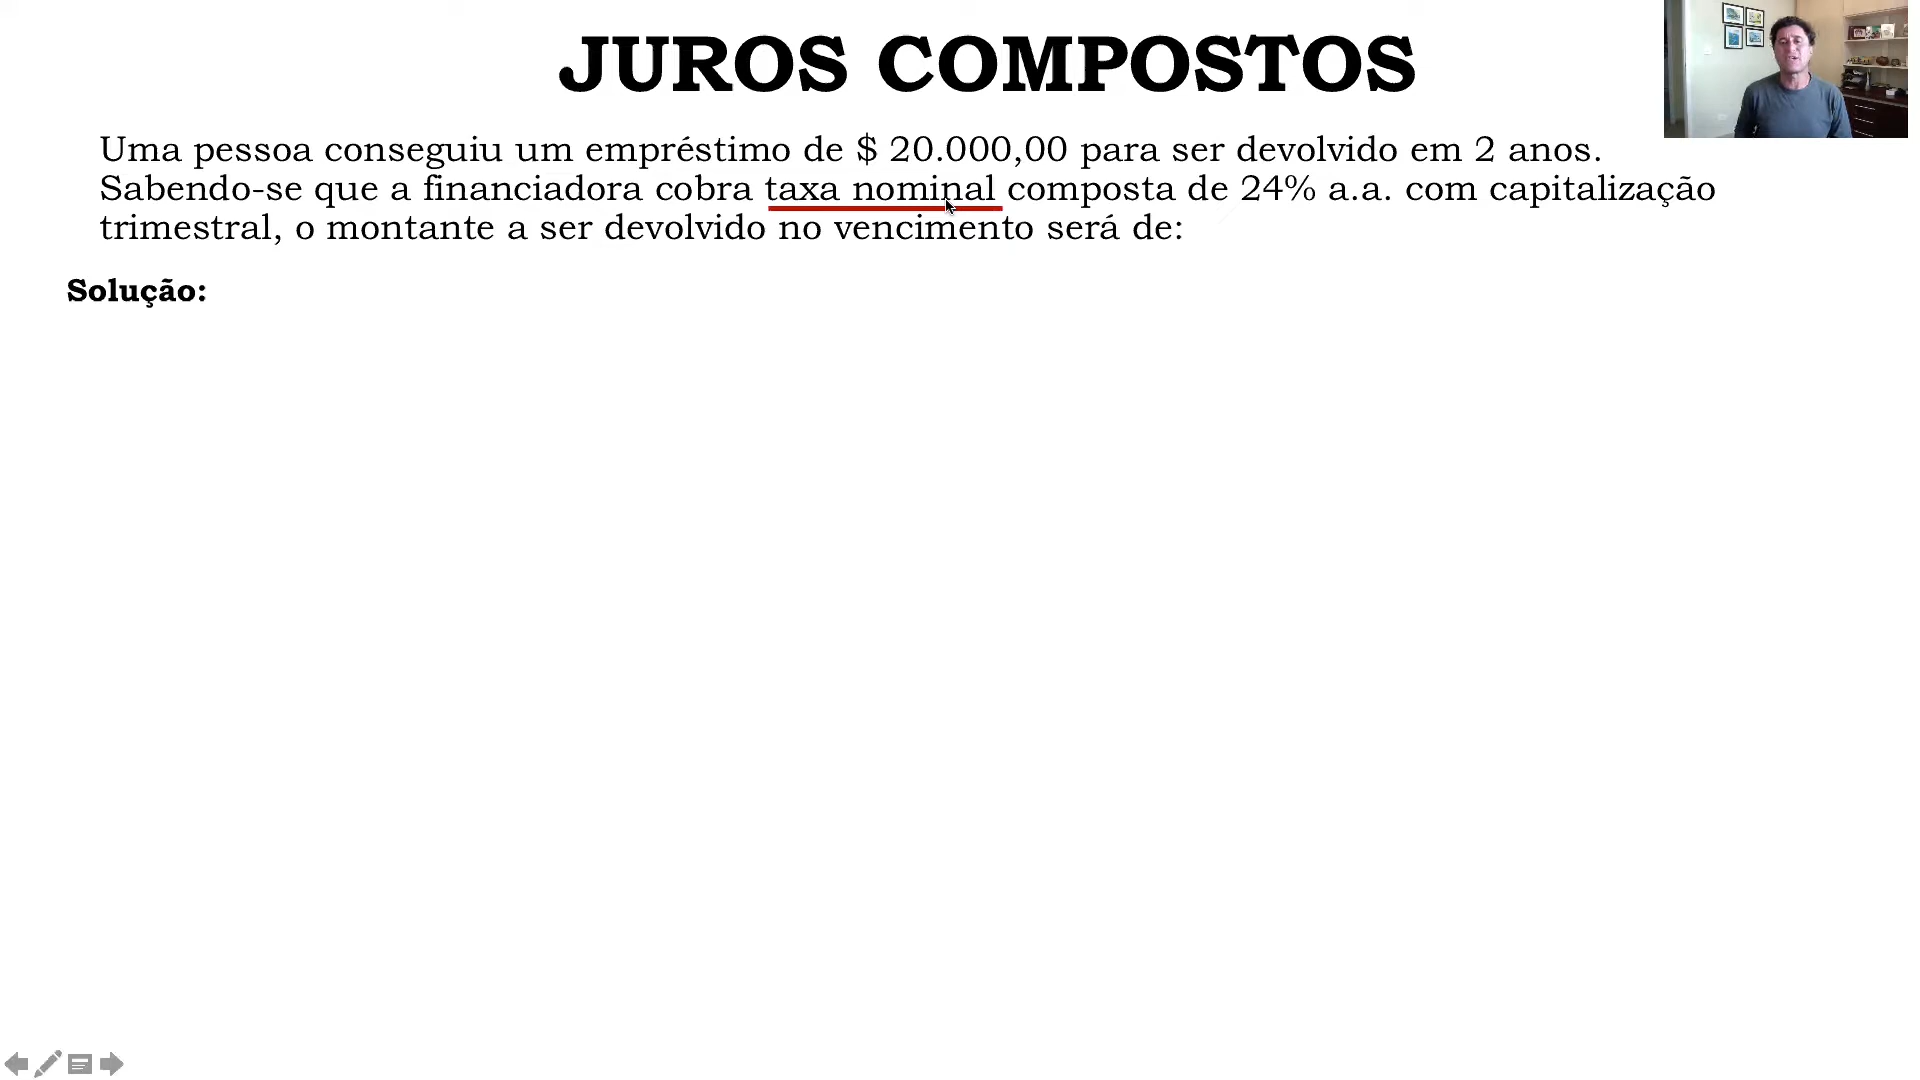 JUROS COMPOSTOS
Uma pessoa conseguiu um empréstimo de $ 20.000,00 para ser devolvido em 2 anos.
Sabendo-se que a financiadora cobra taxa nominal composta de 24% a.a. com capitalização
trimestral, o montante a ser devolvido no vencimento será de:
Solução: